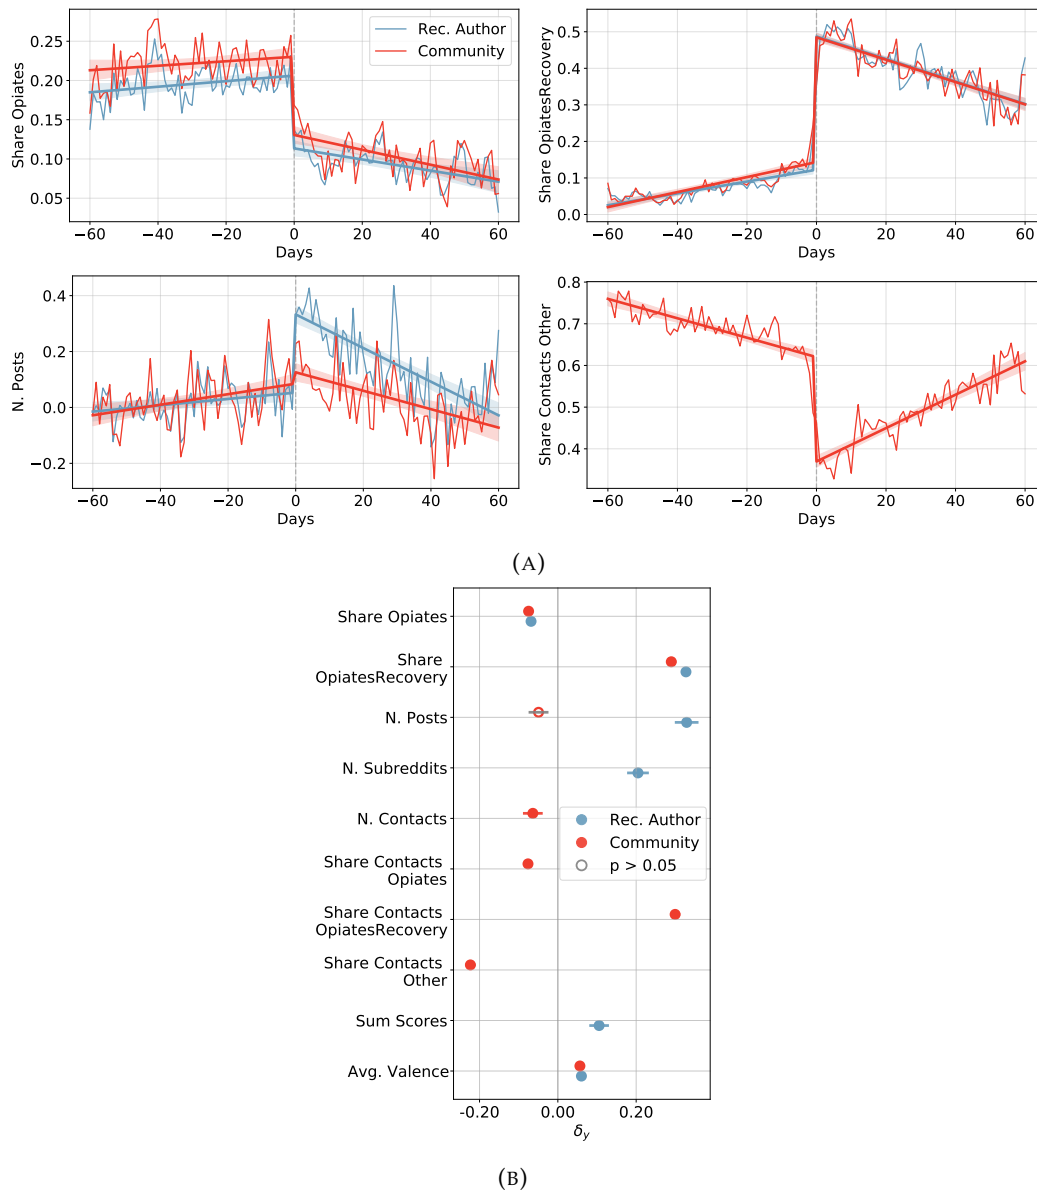 Share Opiates
0.25
0.20
0.15
0.10
0.05
−60 −40 −20 0 20 40 60
Days
Rec. Author
Community
Share OpiatesRecovery
0.5
0.4
0.3
0.2
0.1
0.0
−60 −40 −20 0 20 40 60
Days
N. Posts
0.4
0.2
0.0
−0.2
−60 −40 −20 0 20 40 60
Days
Share Contacts Other
0.8
0.7
0.6
0.5
0.4
−60 −40 −20 0 20 40 60
Days
(A)
Share Opiates
Share
OpiatesRecovery
N. Posts
N. Subreddits
N. Contacts
Share Contacts
Opiates
Share Contacts
OpiatesRecovery
Share Contacts
Other
Sum Scores
Avg. Valence
Rec. Author
Community
p > 0.05
-0.20 0.00 0.20
δy
(B)